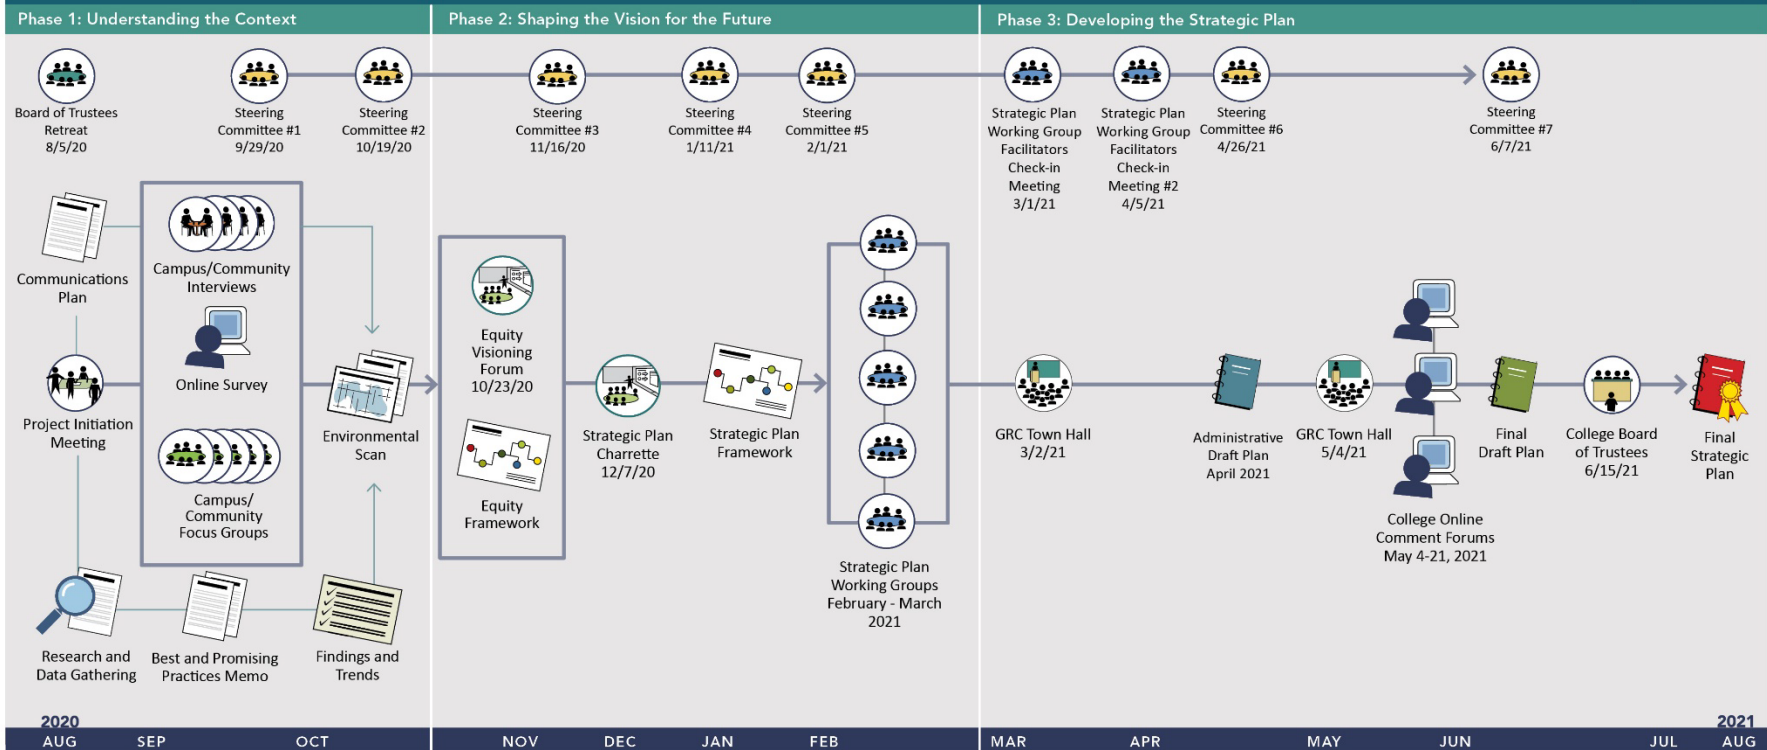 Phase 1: Understanding the Context
Phase 2: Shaping the Vision for the Future
Phase 3: Developing the Strategic Plan
Board of Trustees
Retreat
8/5/20
Steering
Committee #1
9/29/20
Steering
Committee #2
10/19/20
Steering
Committee #3
11/16/20
Steering
Committee #4
1/11/21
Steering
Committee #5
2/1/21
Strategic Plan
Working Group
Facilitators
Check-in
Meeting
3/1/21
Strategic Plan
Working Group
Facilitators
Check-in
Meeting #2
4/5/21
Steering
Committee #6
4/26/21
Steering
Committee #7
6/7/21
Communications
Plan
Project Initiation
Meeting
Research and
Data Gathering
Campus/Community
Interviews
Online Survey
Campus/
Community
Focus Groups
Best and Promising
Practices Memo
Findings and
Trends
Environmental
Scan
Equity
Visioning
Forum
10/23/20
Equity
Framework
Strategic Plan
Charrette
12/7/20
Strategic Plan
Framework
Strategic Plan
Working Groups
February - March
2021
GRC Town Hall
3/2/21
Administrative
Draft Plan
April 2021
GRC Town Hall
5/4/21
College Online
Comment Forums
May 4-21, 2021
Final
Draft Plan
College Board
of Trustees
6/15/21
Final
Strategic
Plan
2020
2021
AUG
SEP
OCT
NOV
DEC
JAN
FEB
MAR
APR
MAY
JUN
JUL
AUG